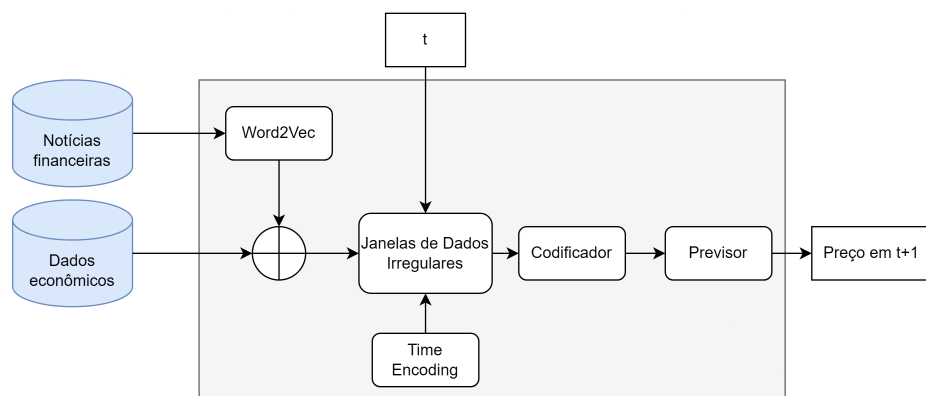 t
Notícias
financeiras
Word2Vec
Dados
econômicos
Janelas de Dados
Irregulares
Codificador
Previsor
Preço em t+1
Time
Encoding